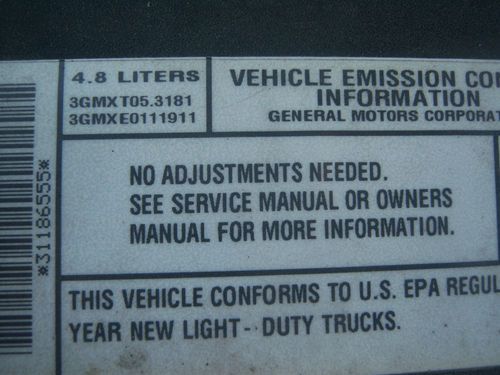 4.8 LITERS
3GMXT05.3181
3GMXE0111911
VEHICLE EMISSION CO
INFORMATION
GENERAL MOTORS CORPORAT
NO ADJUSTMENTS NEEDED.
SEE SERVICE MANUAL OR OWNERS
MANUAL FOR MORE INFORMATION.
THIS VEHICLE CONFORMS TO U.S. EPA REGUL
YEAR NEW LIGHT-DUTY TRUCKS.
*31186555*